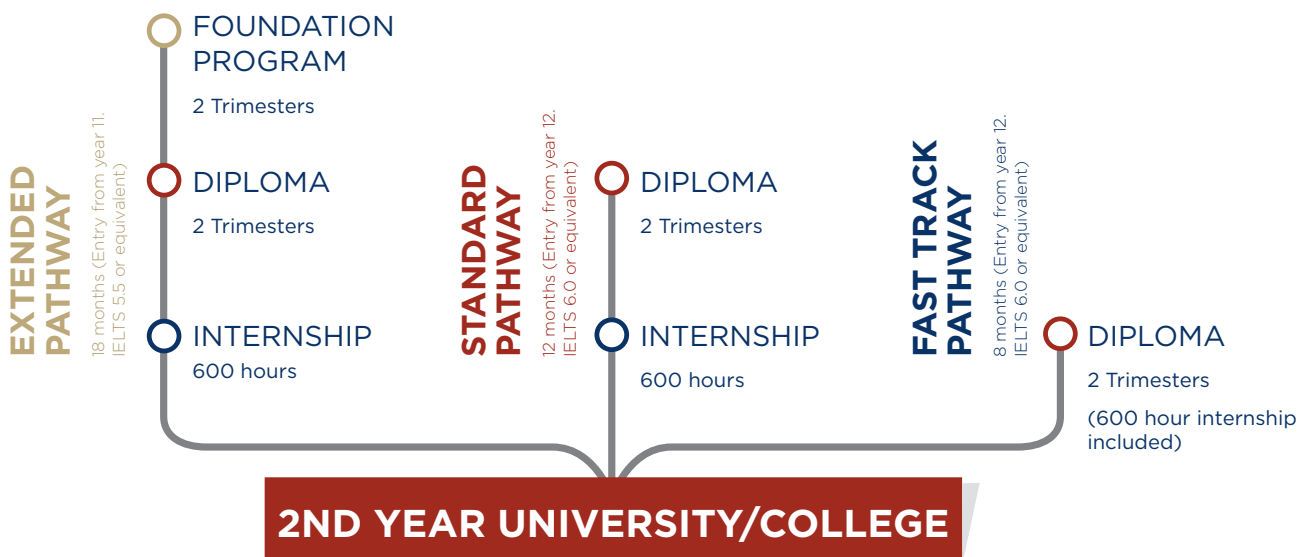 EXTENDED
PATHWAY
18 months (Entry from year 11.
IELTS 5.5 or equivalent)
FOUNDATION
PROGRAM
2 Trimesters
DIPLOMA
2 Trimesters
INTERNSHIP
600 hours
STANDARD
PATHWAY
12 months (Entry from year 12.
IELTS 6.0 or equivalent)
DIPLOMA
2 Trimesters
INTERNSHIP
600 hours
FAST TRACK
PATHWAY
8 months (Entry from year 12.
IELTS 6.0 or equivalent)
DIPLOMA
2 Trimesters
(600 hour internship
included)
2ND YEAR UNIVERSITY/COLLEGE